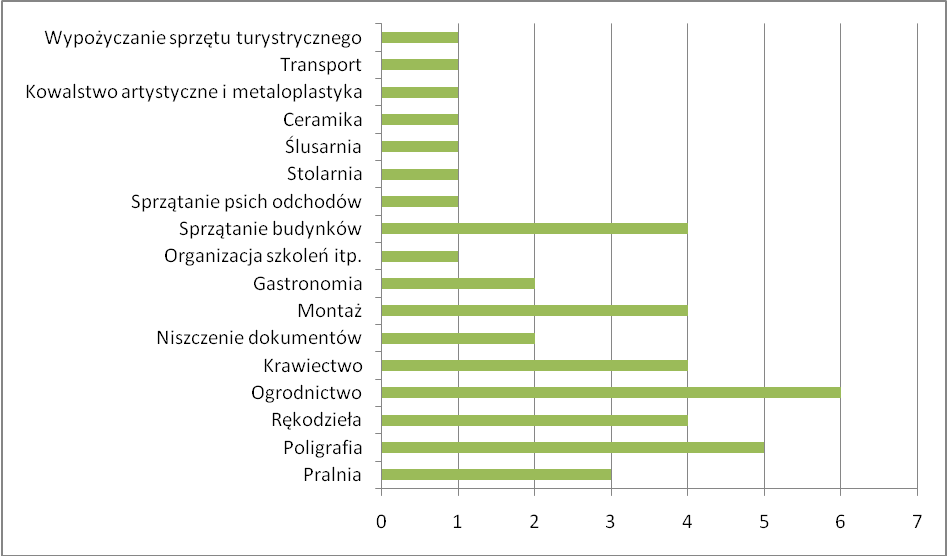 Wypożyczanie sprzętu turystrycznego
Transport
Kowalstwo artystyczne i metaloplastyka
Ceramika
Ślusarnia
Stolarnia
Sprzątanie psich odchodów
Sprzątanie budynków
Organizacja szkoleń itp.
Gastronomia
Montaż
Niszczenie dokumentów
Krawiectwo
Ogrodnictwo
Rękodzieła
Poligrafia
Pralnia
0 1 2 3 4 5 6 7